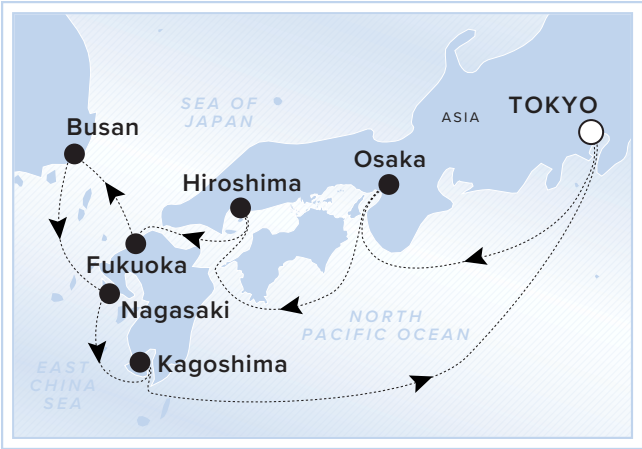 SEA OF
JAPAN
ASIA
TOKYO
Busan
Osaka
Hiroshima
Fukuoka
Nagasaki
NORTH
PACIFIC OCEAN
Kagoshima
EAST
CHINA
SEA